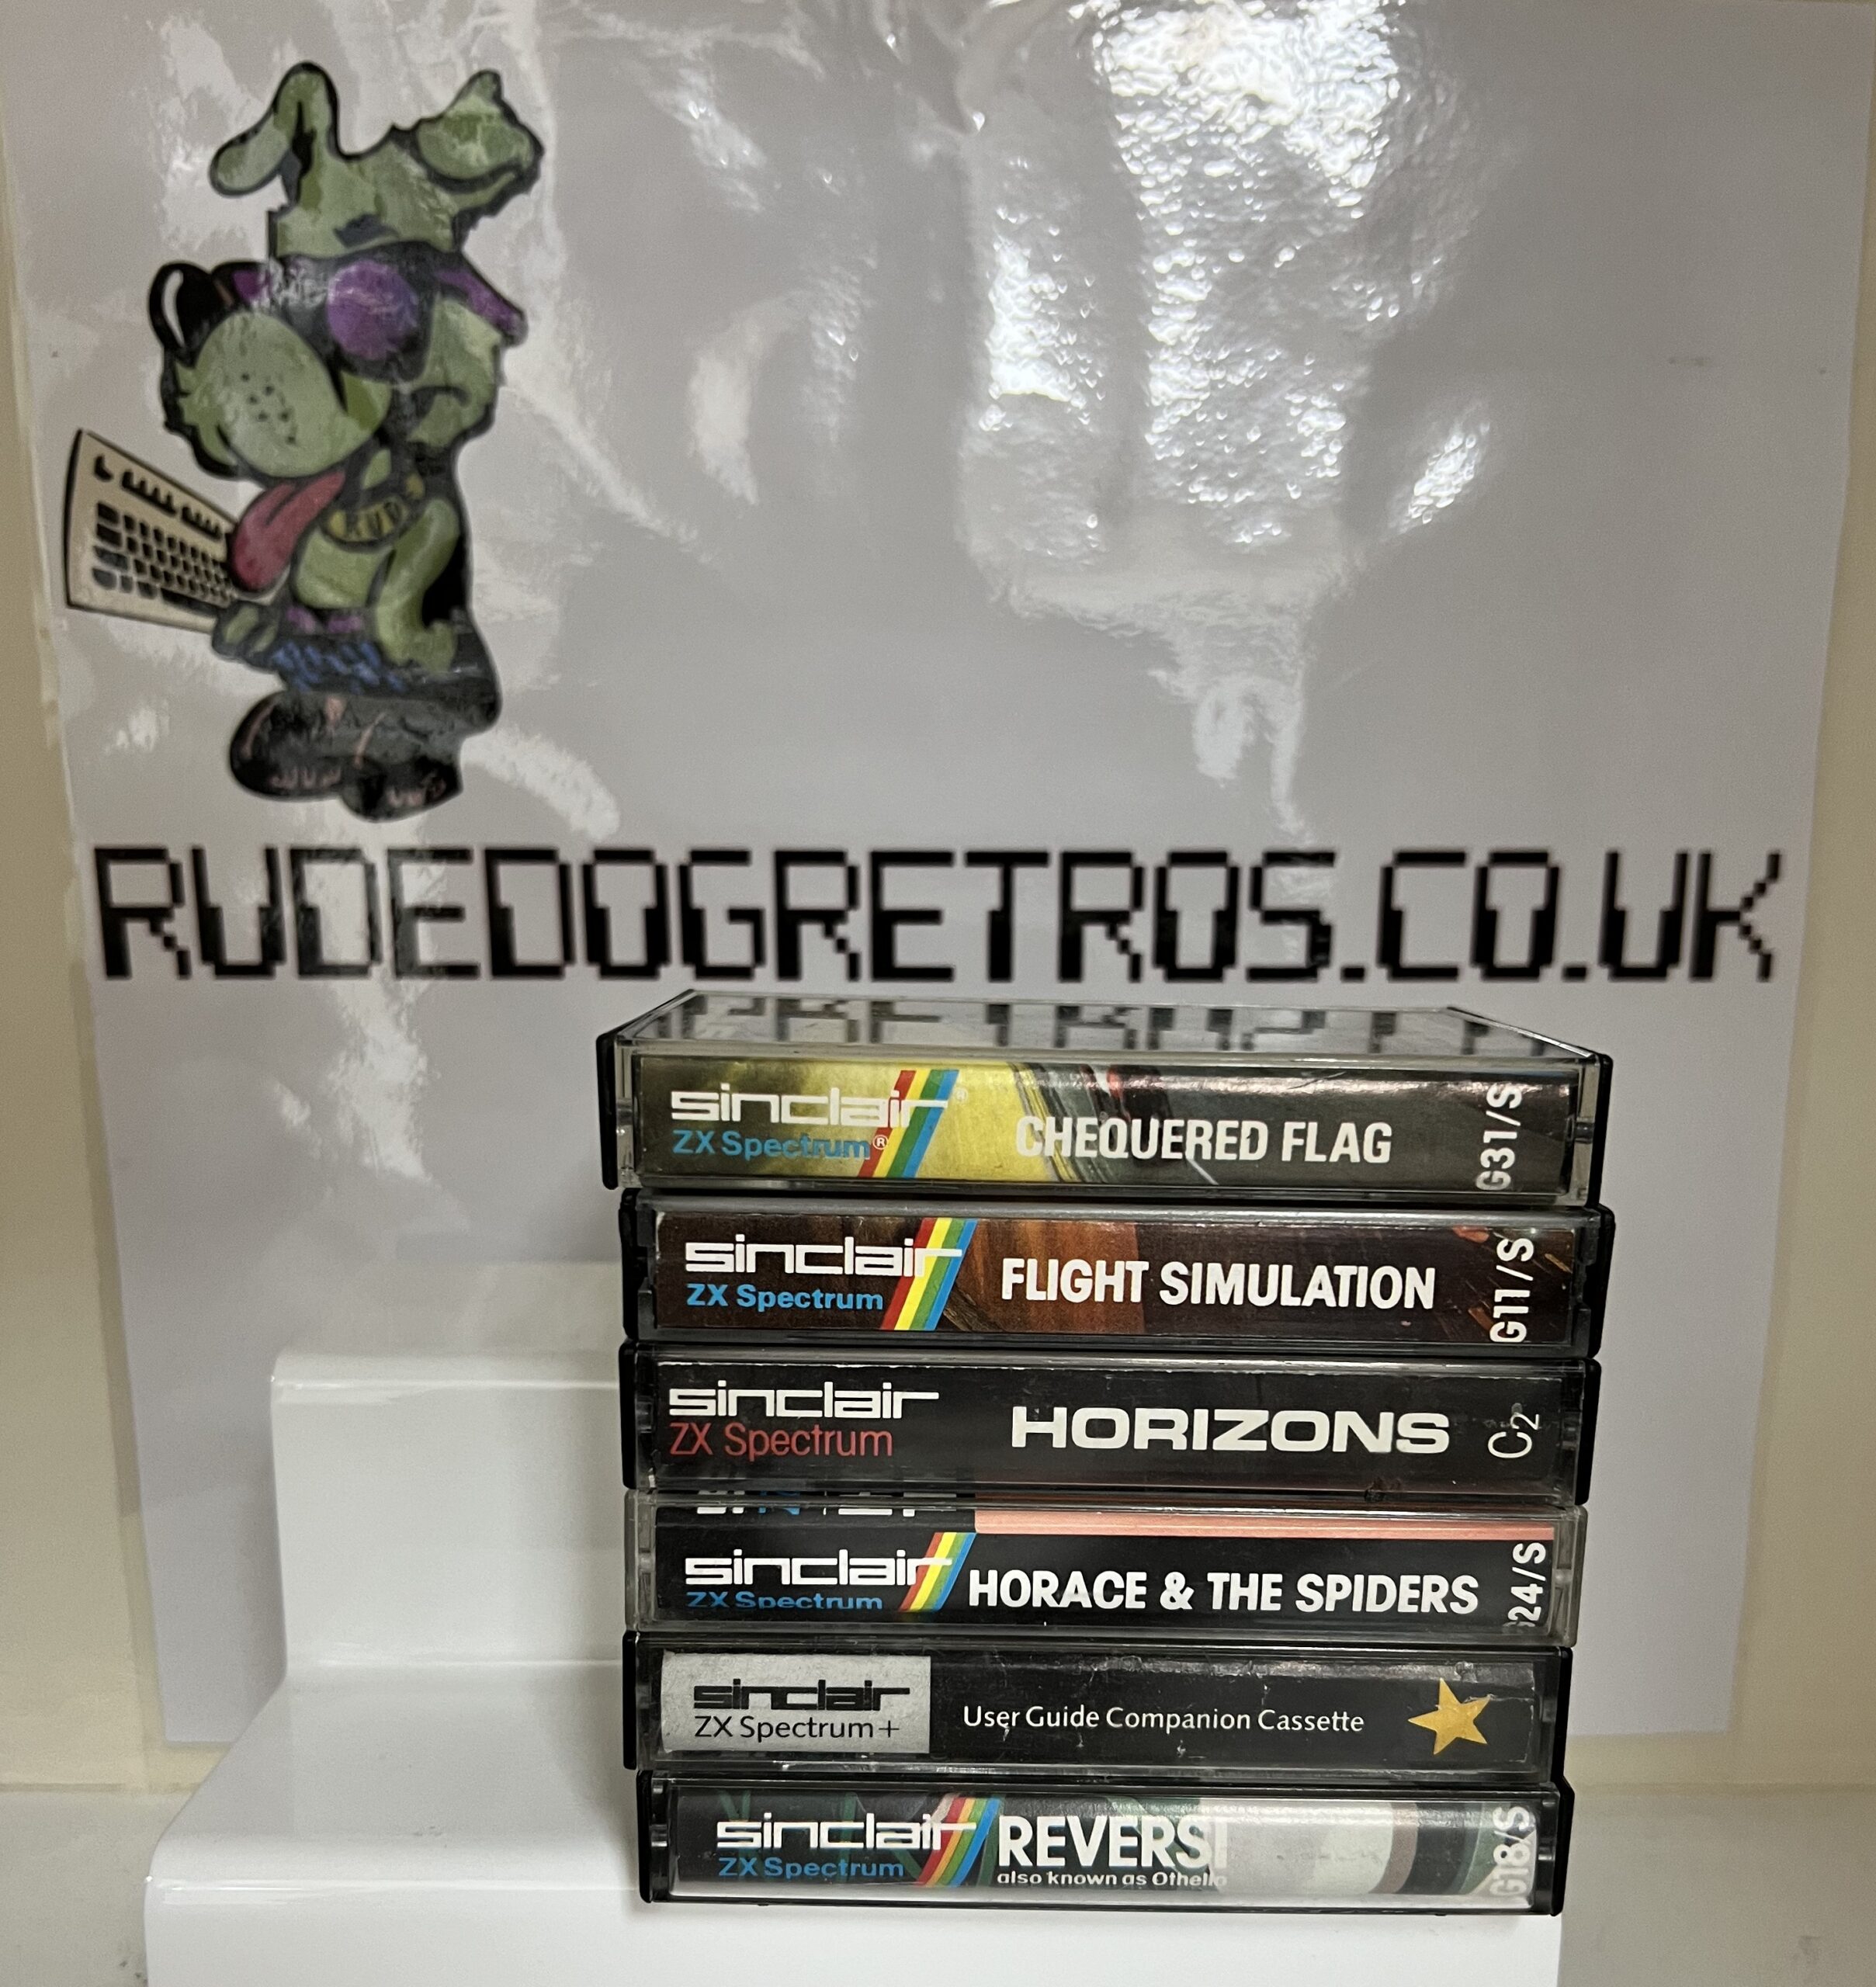 RUDE
RUDEDOGRETROS.CO.UK
sinclair®
ZX Spectrum®
CHEQUERED FLAG
G31/S
sinclair
ZX Spectrum
FLIGHT SIMULATION
G11/S
sinclair
ZX Spectrum
HORIZONS
C2
sinclair
ZX Spectrum
HORACE & THE SPIDERS
G24/S
sinclair
ZX Spectrum+
User Guide Companion Cassette
sinclair
ZX Spectrum
REVERSI
also known as Othello
G18/S